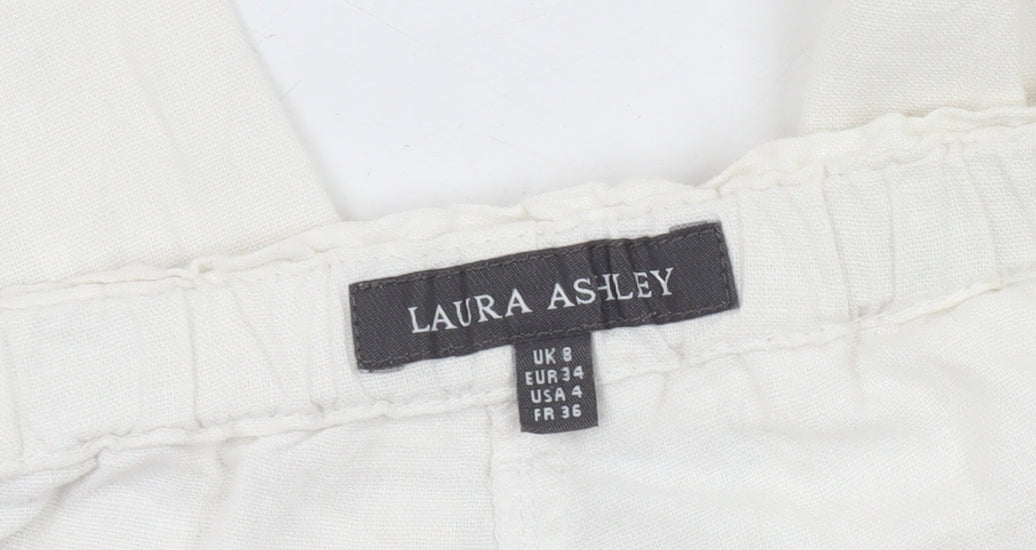 LAURA ASHLEY
UK 8
EUR 34
USA 4
FR 36